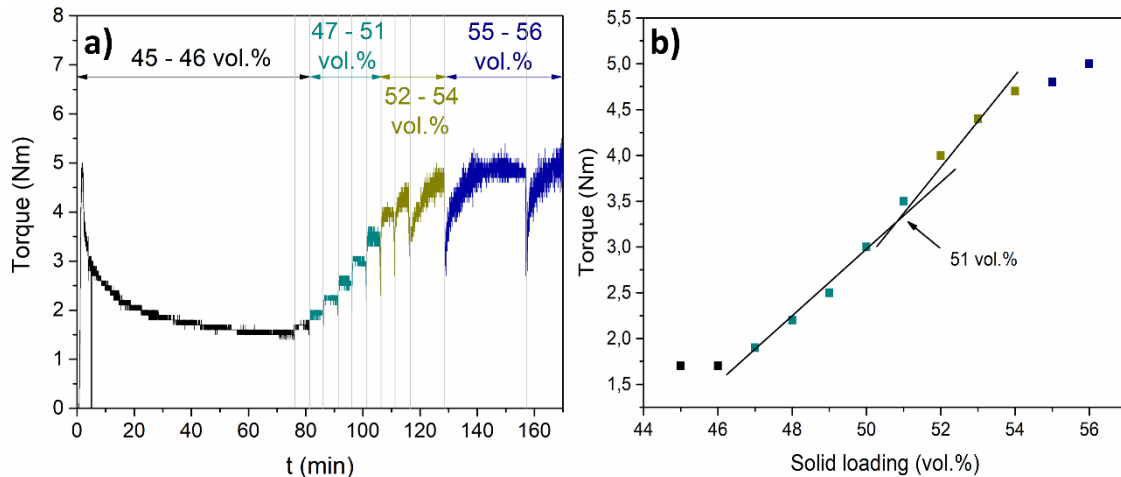 a)
45 - 46 vol.%
47 - 51
vol.%
52 - 54
vol.%
55 - 56
vol.%
Torque (Nm)
8
7
6
5
4
3
2
1
0
0 20 40 60 80 100 120 140 160
t (min)
b)
Torque (Nm)
5,5
5,0
4,5
4,0
3,5
3,0
2,5
2,0
1,5
51 vol.%
44 46 48 50 52 54 56
Solid loading (vol.%)